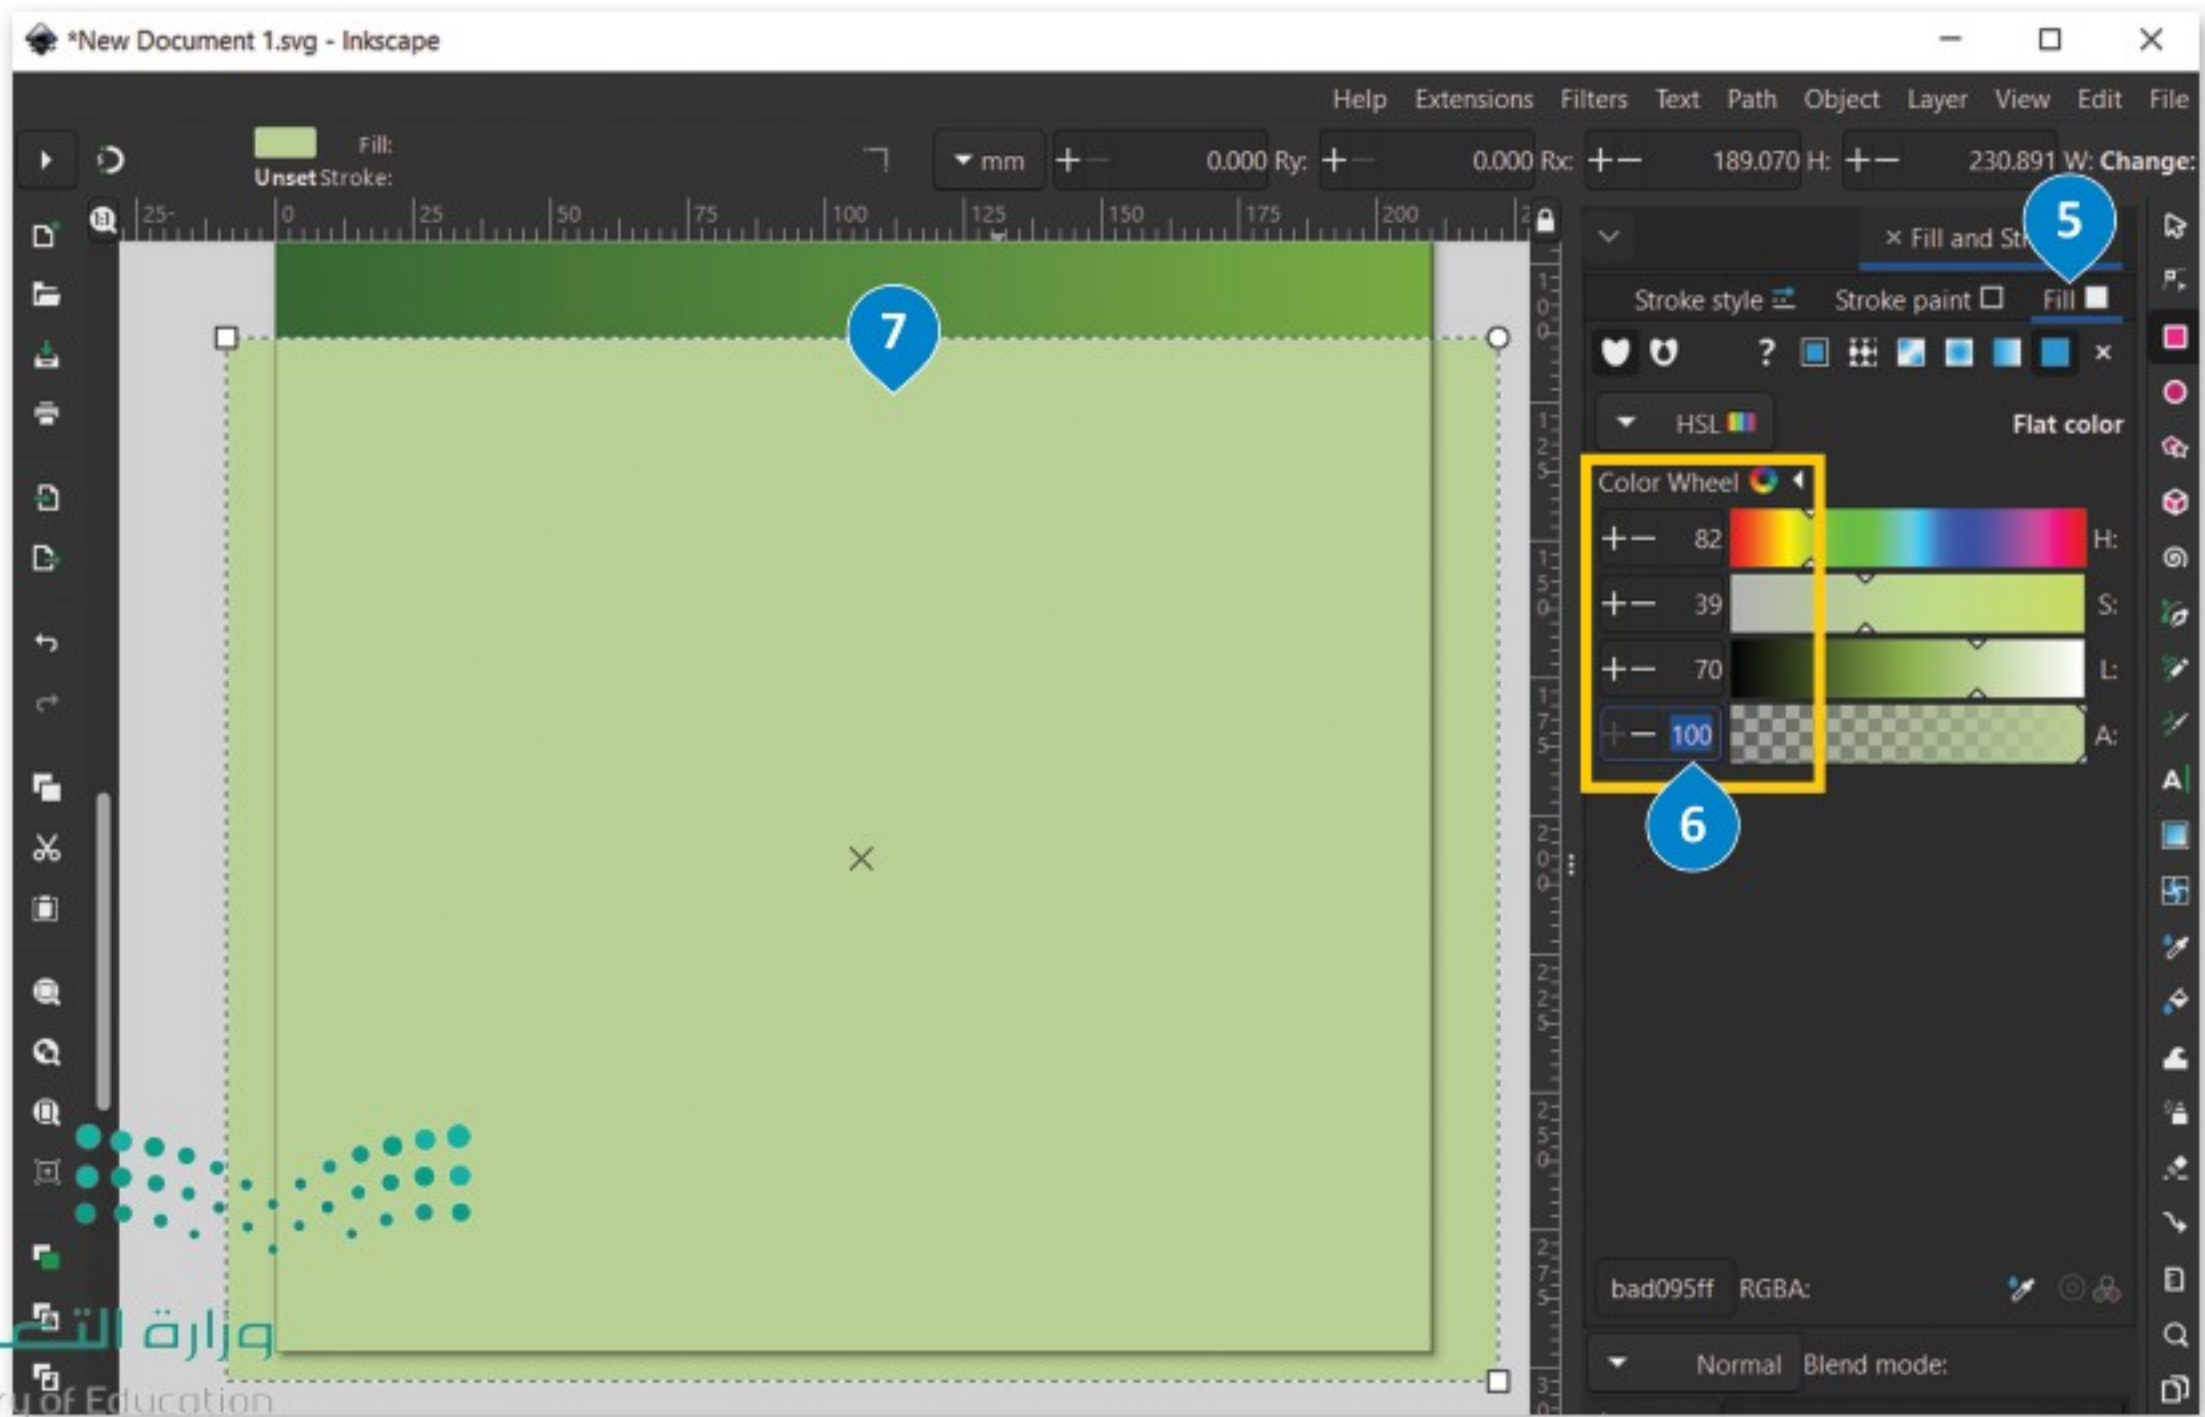 *New Document 1.svg - Inkscape
Help Extensions Filters Text Path Object Layer View Edit File
Fill:
Unset Stroke:
mm 0.000 Ry: 0.000 Rx: 189.070 H: 230.891 W: Change:
25- 0 25 50 75 100 125 150 175 200
5
Fill and
Stroke style Stroke paint Fill
7
?
HSL Flat color
Color Wheel
82 H:
39 S:
70 L:
100 A:
6
bad095ff RGBA:
Normal Blend mode:
وزارة
of Education